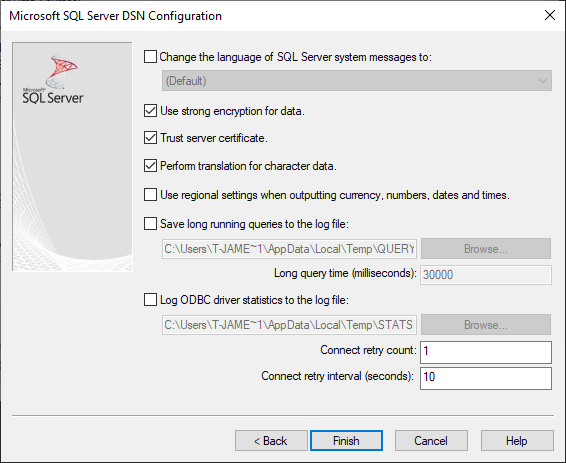 Microsoft SQL Server DSN Configuration
Microsoft
SQL Server
Change the language of SQL Server system messages to:
(Default)
Use strong encryption for data.
Trust server certificate.
Perform translation for character data.
Use regional settings when outputting currency, numbers, dates and times.
Save long running queries to the log file:
C:\Users\T-JAME~1\AppData\Local\Temp\QUERY Browse...
Long query time (milliseconds): 30000
Log ODBC driver statistics to the log file:
C:\Users\T-JAME~1\AppData\Local\Temp\STATS Browse...
Connect retry count: 1
Connect retry interval (seconds): 10
< Back Finish Cancel Help